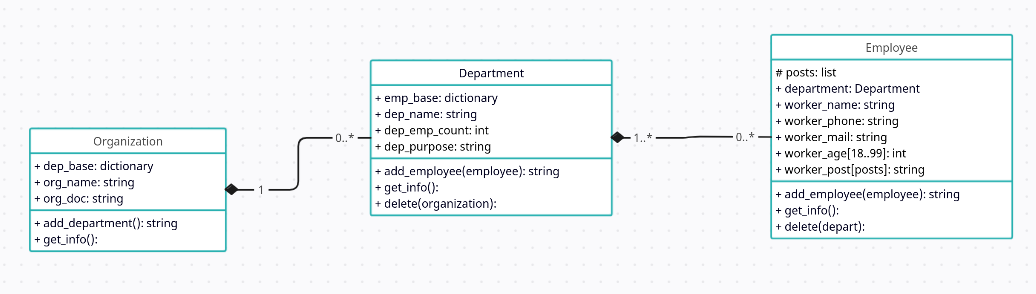 Organization
+ dep_base: dictionary
+ org_name: string
+ org_doc: string
+ add_department(): string
+ get_info():
1
0..*
Department
+ emp_base: dictionary
+ dep_name: string
+ dep_emp_count: int
+ dep_purpose: string
+ add_employee(employee): string
+ get_info():
+ delete(organization):
1..*
0..*
Employee
# posts: list
+ department: Department
+ worker_name: string
+ worker_phone: string
+ worker_mail: string
+ worker_age[18..99]: int
+ worker_post[posts]: string
+ add_employee(employee): string
+ get_info():
+ delete(depart):